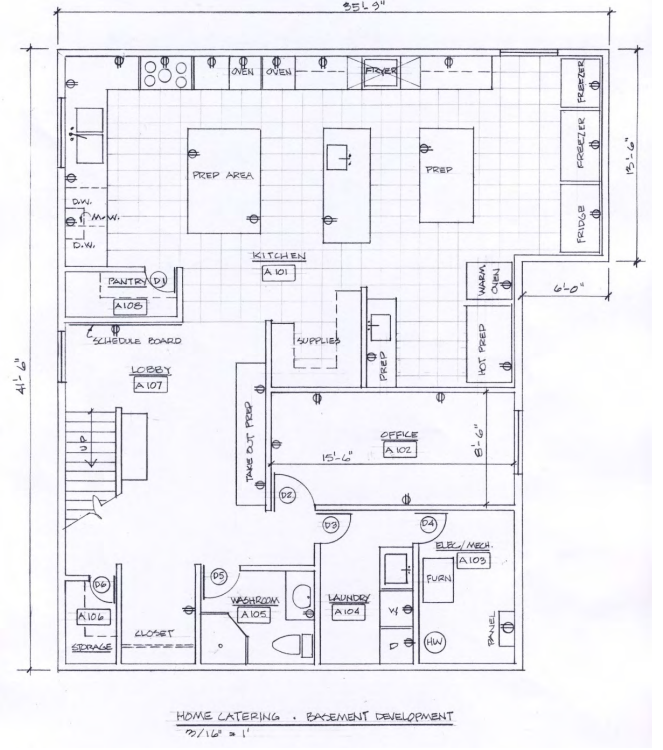 35'-9"
OVEN
OVEN
FRYER
FREEZER
FREEZER
FRIDGE
13'-6"
PREP AREA
PREP
D.W.
M.W.
D.W.
KITCHEN
A 101
PANTRY
D1
A108
WARM. OVEN
6'-0"
SCHEDULE BOARD
SUPPLIES
PREP
HOT PREP
41'-6"
LOBBY
A 107
UP
TAKE OUT PREP
OFFICE
A 102
15'-6"
8'-6"
D2
D3
D4
ELEC/MECH.
A103
FURN
D5
D6
WASHROOM
A105
LAUNDRY
A104
W
D
HW
PANEL
A106
STORAGE
CLOSET
HOME CATERING . BASEMENT DEVELOPMENT
3/16" = 1'